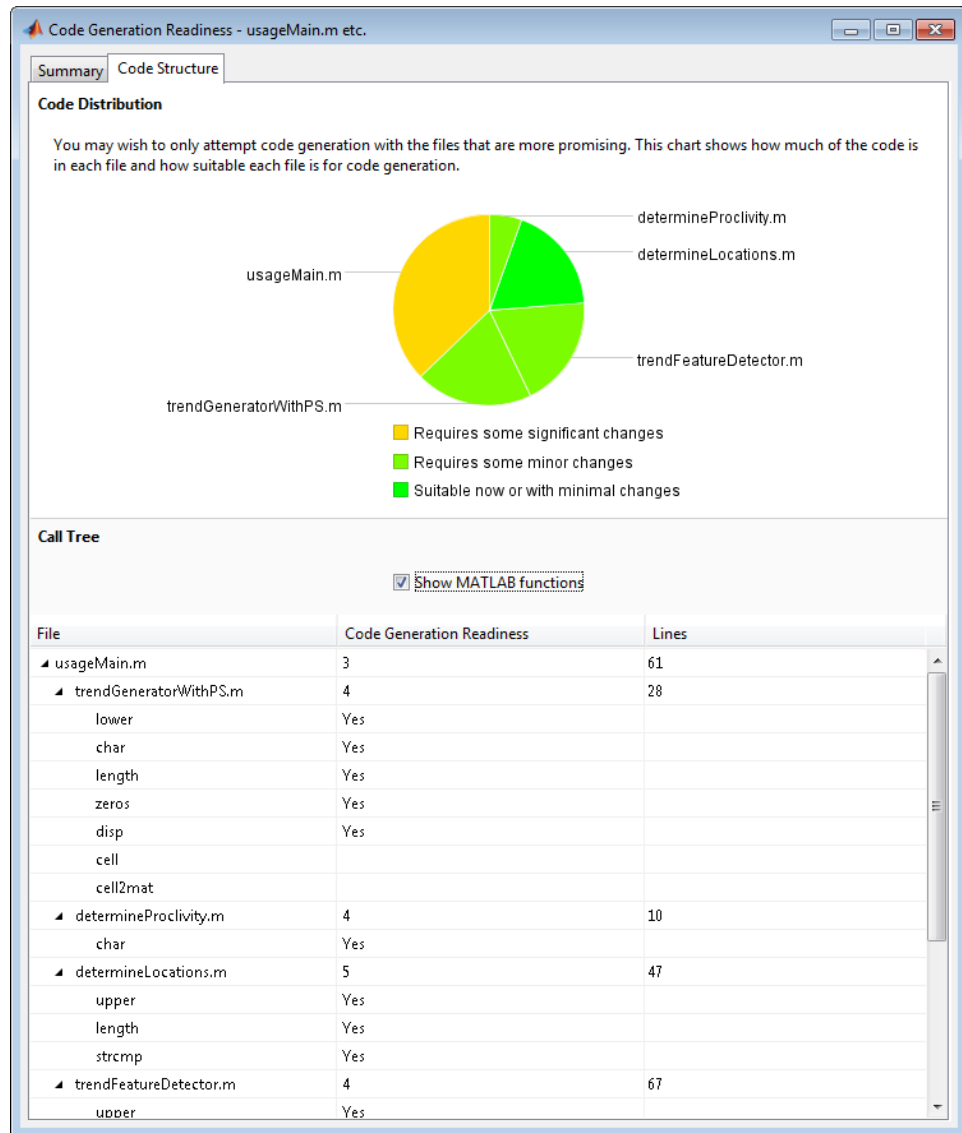 Code Generation Readiness - usageMain.m etc.
Summary Code Structure
Code Distribution
You may wish to only attempt code generation with the files that are more promising. This chart shows how much of the code is
in each file and how suitable each file is for code generation.
determineProclivity.m
determineLocations.m
usageMain.m
trendFeatureDetector.m
trendGeneratorWithPS.m
Requires some significant changes
Requires some minor changes
Suitable now or with minimal changes
Call Tree
Show MATLAB functions
File Code Generation Readiness Lines
usageMain.m 3 61
trendGeneratorWithPS.m 4 28
lower Yes
char Yes
length Yes
zeros Yes
disp Yes
cell
cell2mat
determineProclivity.m 4 10
char Yes
determineLocations.m 5 47
upper Yes
length Yes
strcmp Yes
trendFeatureDetector.m 4 67
upper Yes